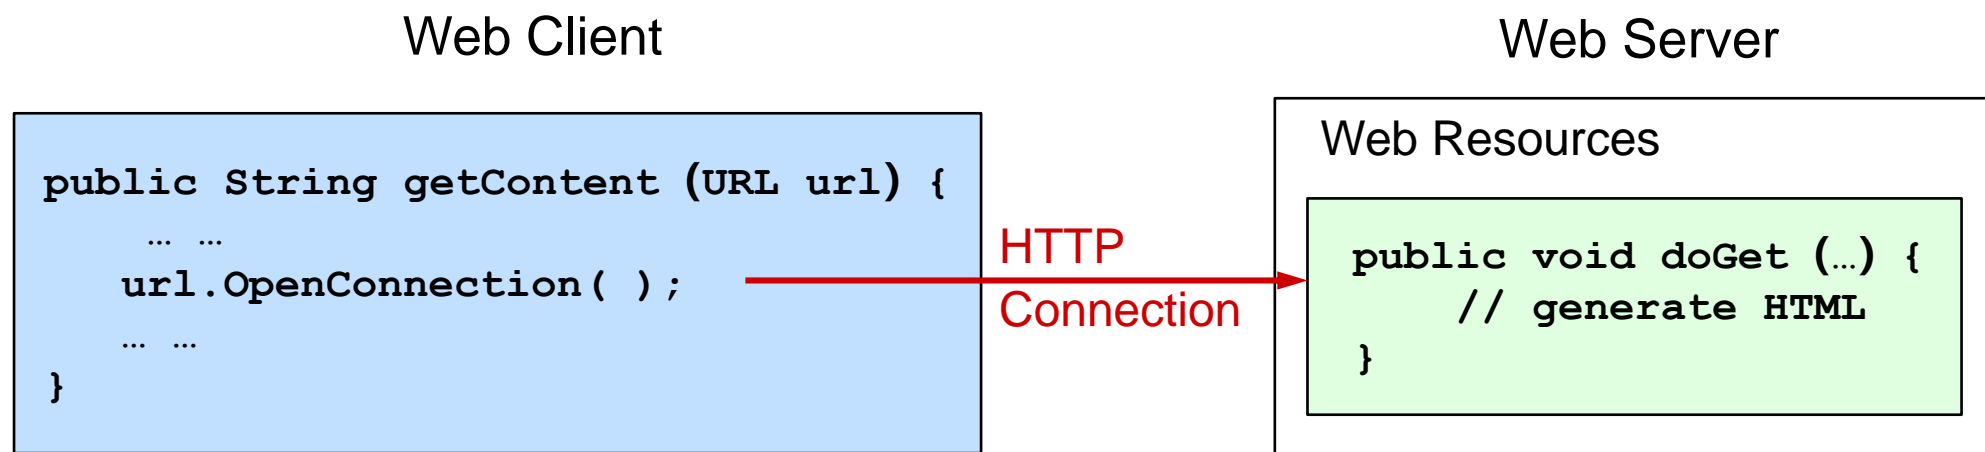 Web Client
public String getContent (URL url) {
… …
url.OpenConnection( );
… …
}
HTTP
Connection
Web Server
Web Resources
public void doGet (…) {
// generate HTML
}